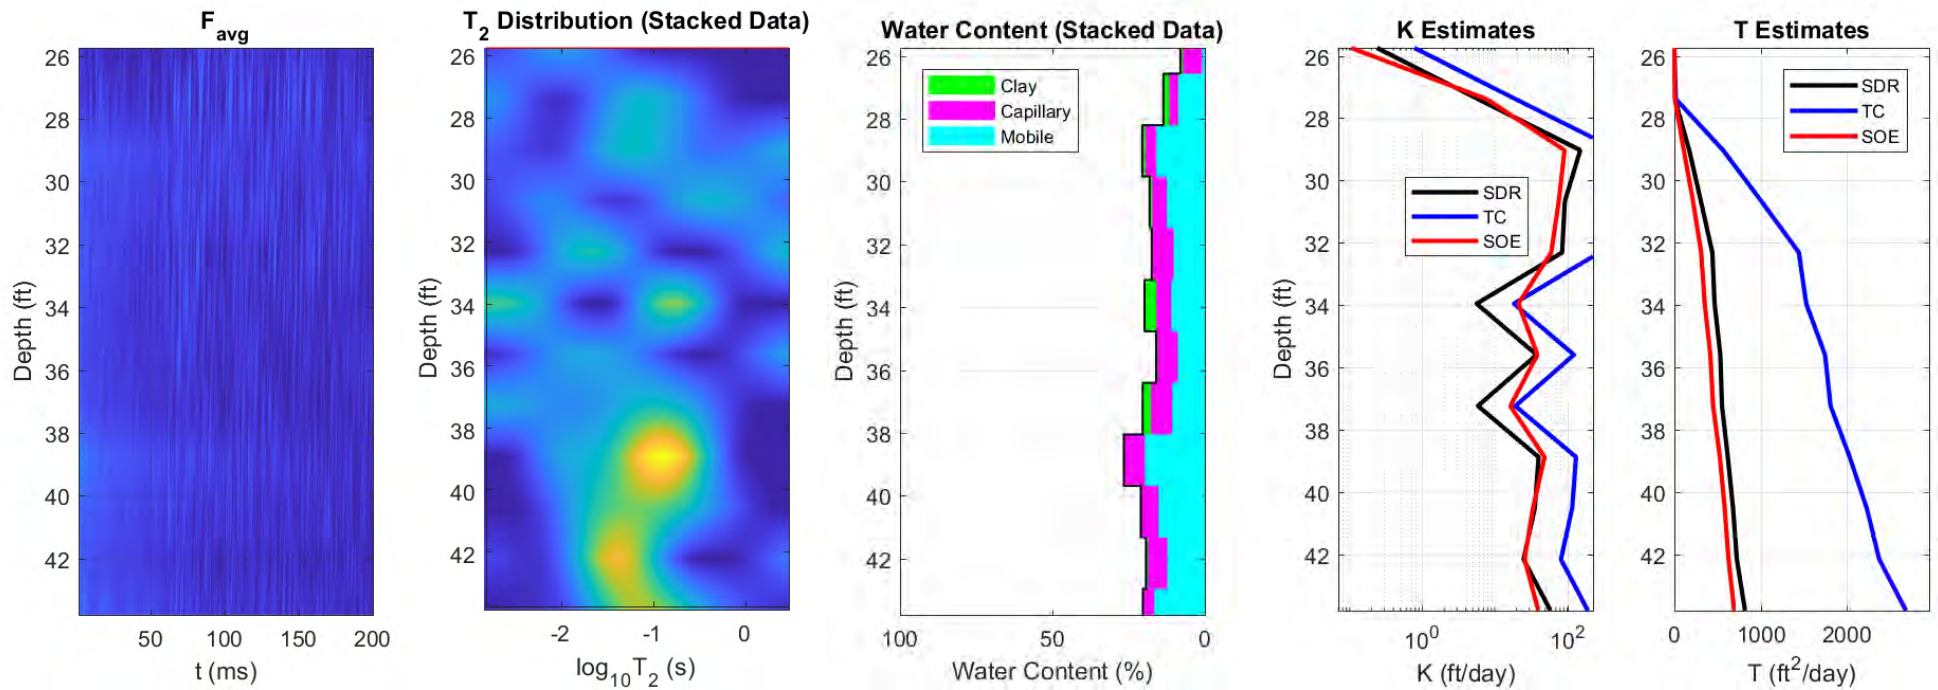 F_avg
26
28
30
32
34
36
38
40
42
Depth (ft)
50
100
150
200
t (ms)
T_2 Distribution (Stacked Data)
26
28
30
32
34
36
38
40
42
Depth (ft)
-2
-1
0
log_10T_2 (s)
Water Content (Stacked Data)
26
28
30
32
34
36
38
40
42
Depth (ft)
Clay
Capillary
Mobile
100
50
0
Water Content (%)
K Estimates
26
28
30
32
34
36
38
40
42
Depth (ft)
SDR
TC
SOE
10^0
10^2
K (ft/day)
T Estimates
26
28
30
32
34
36
38
40
42
SDR
TC
SOE
0
1000
2000
T (ft^2/day)